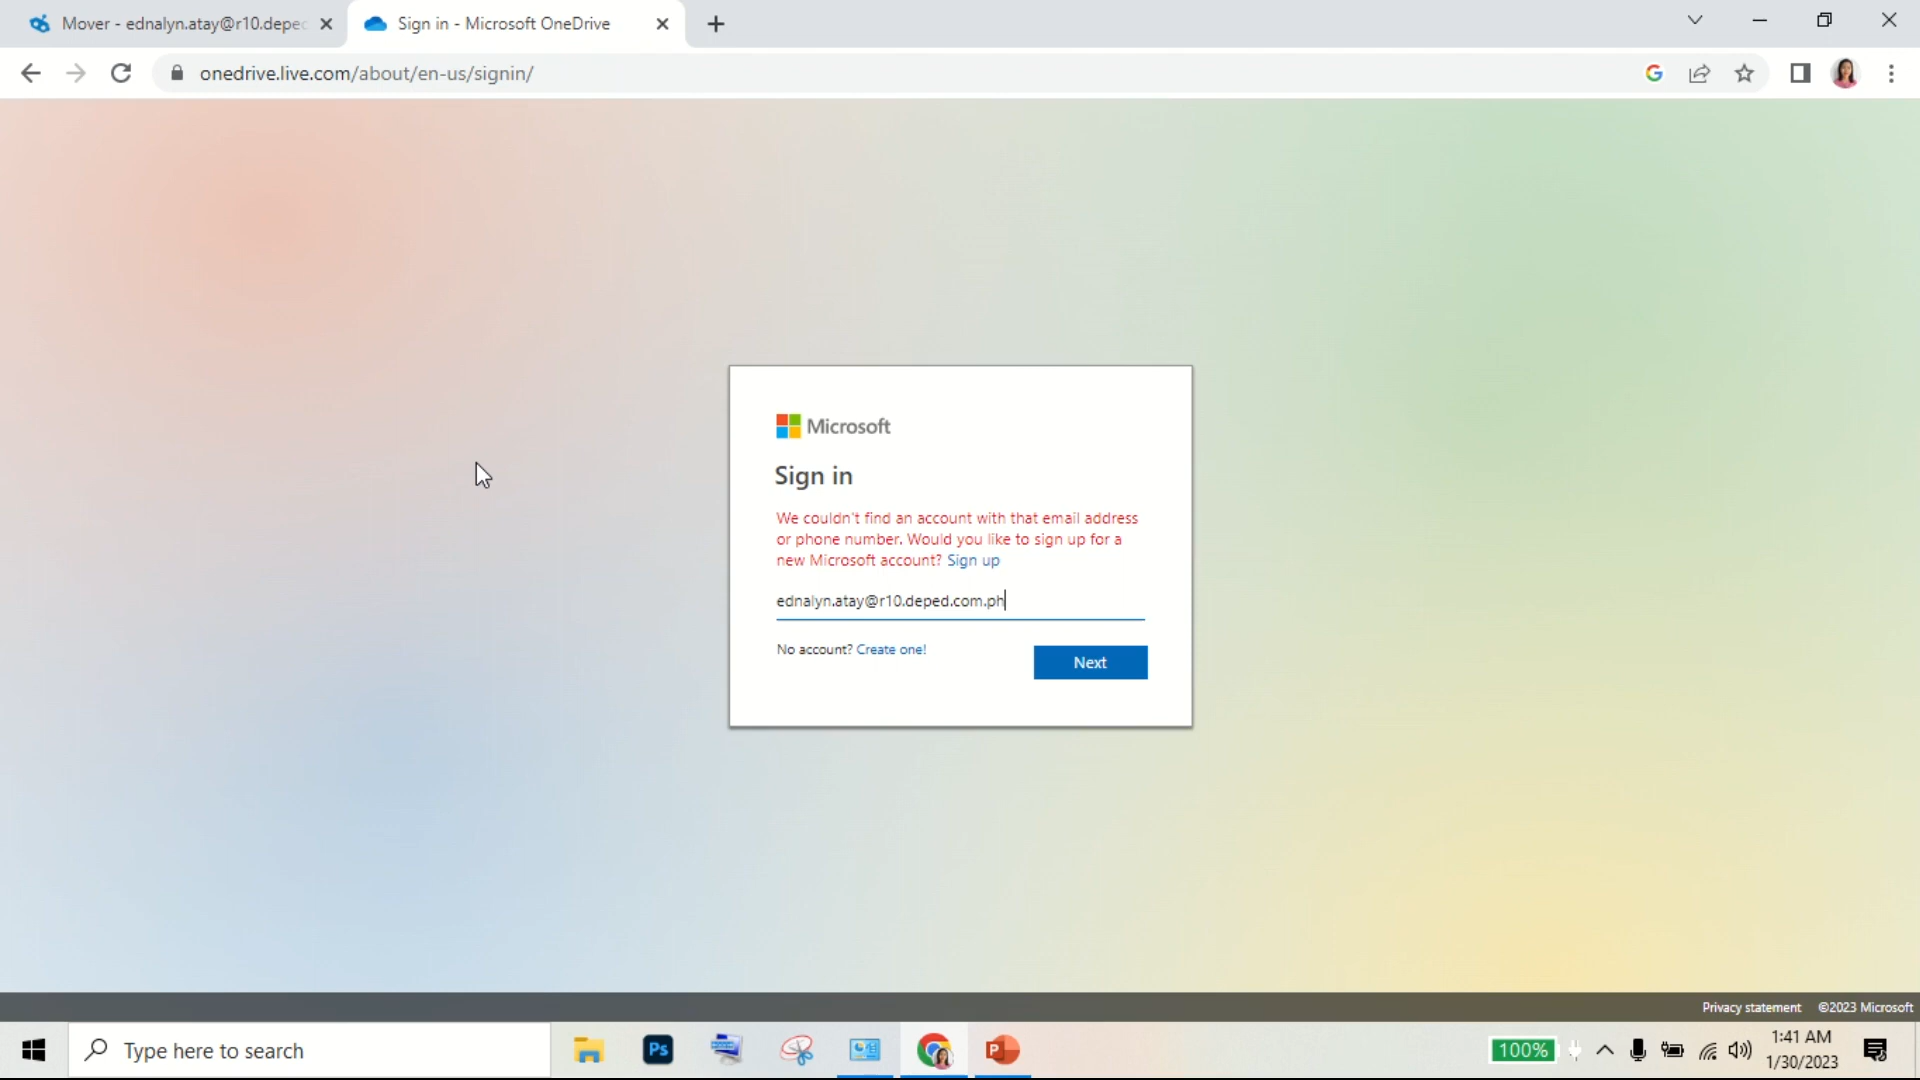 Mover - ednalyn.atay@r10.deped
Sign in - Microsoft OneDrive
onedrive.live.com/about/en-us/signin/
Microsoft
Sign in
We couldn't find an account with that email address
or phone number. Would you like to sign up for a
new Microsoft account? Sign up
ednalyn.atay@r10.deped.com.ph
No account? Create one!
Next
Privacy statement ©2023 Microsoft
Type here to search
Ps
P
100%
1:41 AM
1/30/2023